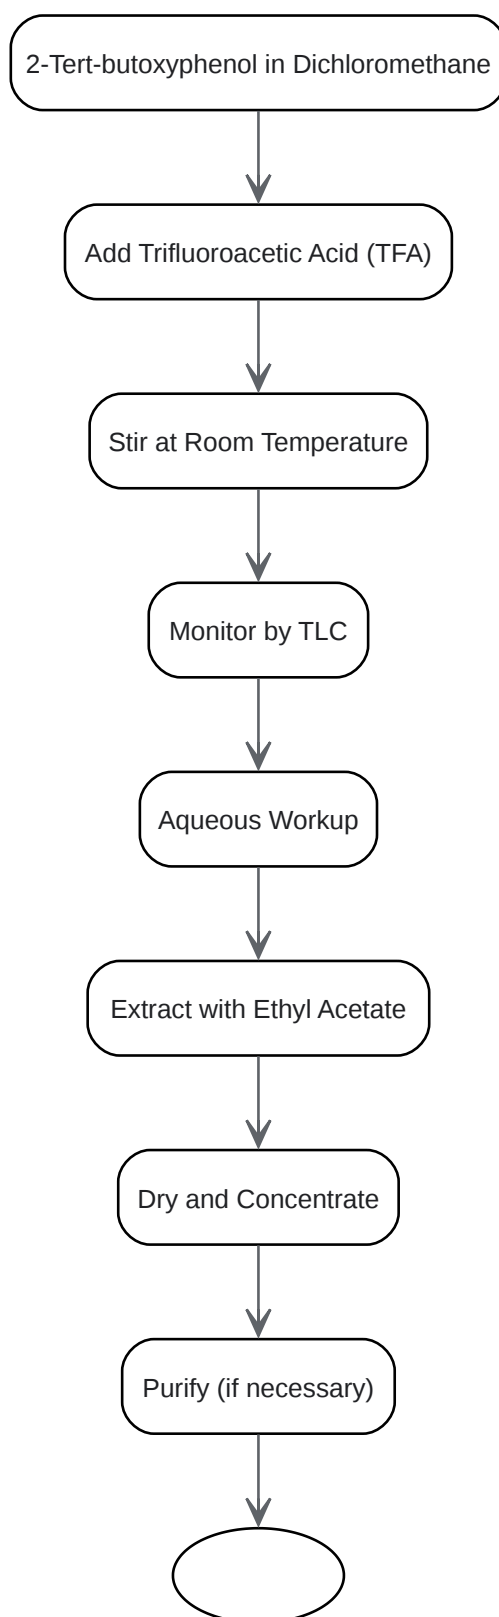 2-Tert-butoxyphenol in Dichloromethane
Add Trifluoroacetic Acid (TFA)
Stir at Room Temperature
Monitor by TLC
Aqueous Workup
Extract with Ethyl Acetate
Dry and Concentrate
Purify (if necessary)